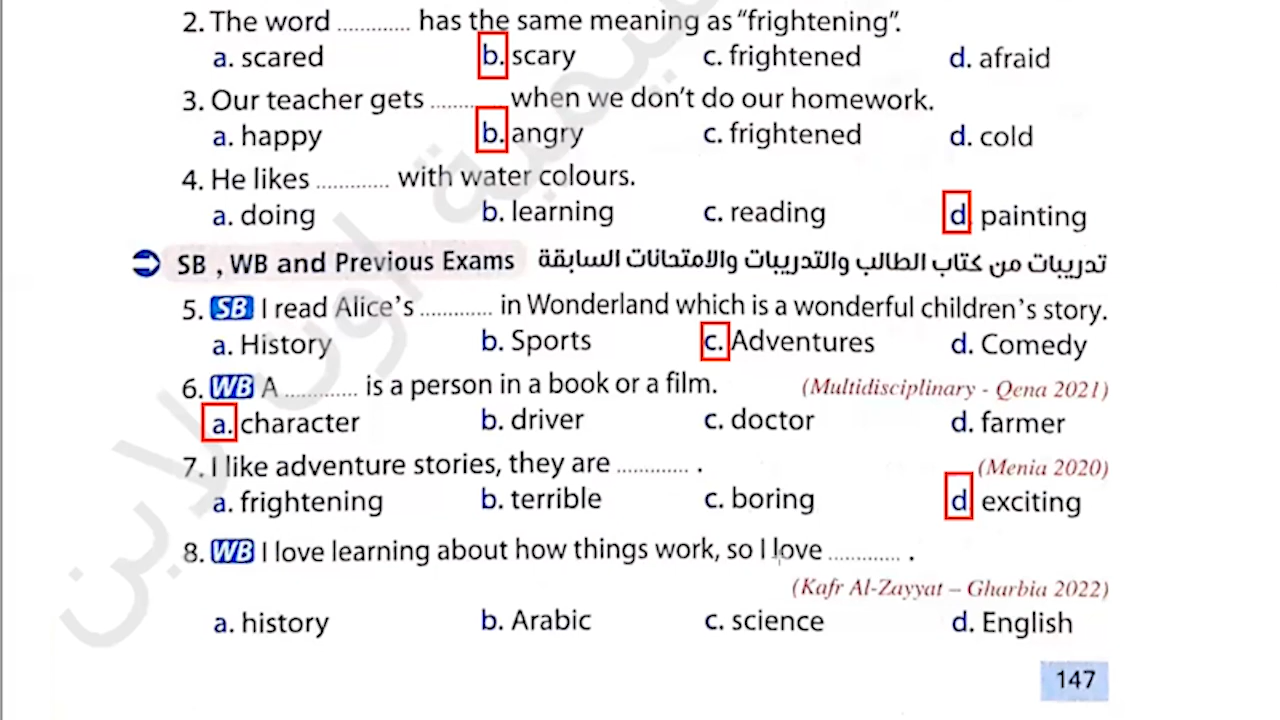 2. The word ............. has the same meaning as “frightening”.
a. scared b. scary c. frightened d. afraid
3. Our teacher gets ............. when we don’t do our homework.
a. happy b. angry c. frightened d. cold
4. He likes ............. with water colours.
a. doing b. learning c. reading d painting
SB , WB and Previous Exams تدريبات من كتاب الطالب والتدريبات والامتحانات السابقة
5. SB I read Alice’s ............. in Wonderland which is a wonderful children’s story.
a. History b. Sports c. Adventures d. Comedy
6. WB A ............. is a person in a book or a film. (Multidisciplinary - Qena 2021)
a. character b. driver c. doctor d. farmer
7. I like adventure stories, they are ............. . (Menia 2020)
a. frightening b. terrible c. boring d exciting
8. WB I love learning about how things work, so I love ............. .
(Kafr Al-Zayyat – Gharbia 2022)
a. history b. Arabic c. science d. English
147
اون لاين